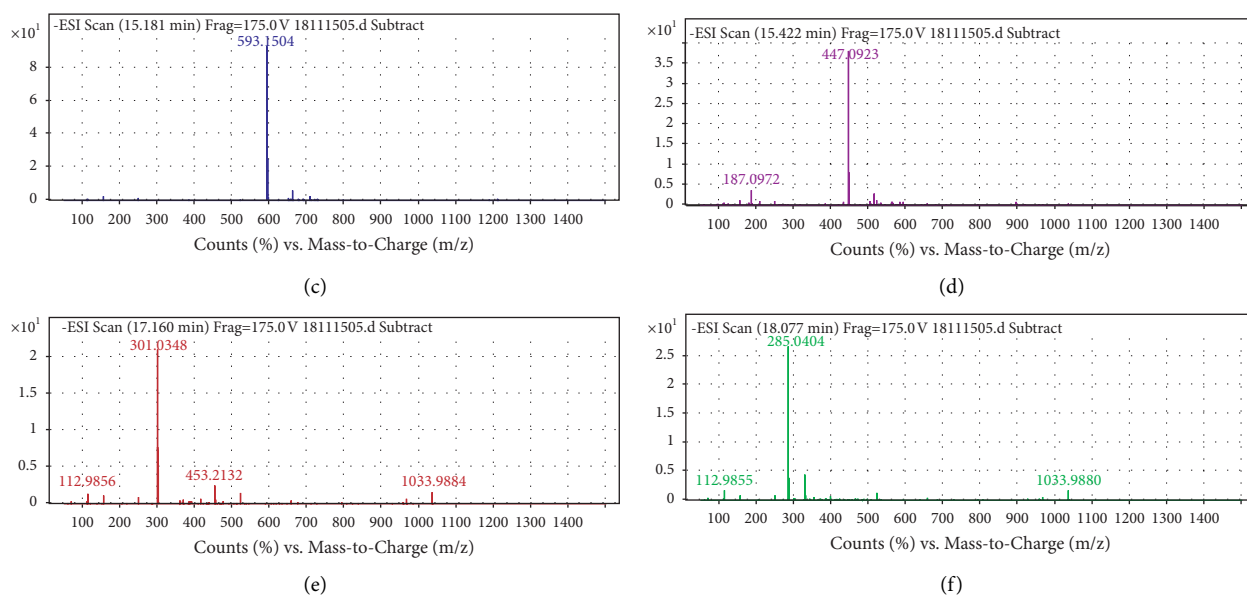 -ESI Scan (15.181 min) Frag=175.0 V 18111505.d Subtract
×10¹
593.1504
8
6
4
2
0
100 200 300 400 500 600 700 800 900 1000 1100 1200 1300 1400
Counts (%) vs. Mass-to-Charge (m/z)
(c)
-ESI Scan (15.422 min) Frag=175.0 V 18111505.d Subtract
×10¹
447.0923
3.5
3
2.5
2
1.5
1
0.5
0
187.0972
100 200 300 400 500 600 700 800 900 1000 1100 1200 1300 1400
Counts (%) vs. Mass-to-Charge (m/z)
(d)
-ESI Scan (17.160 min) Frag=175.0 V 18111505.d Subtract
×10¹
301.0348
2
1.5
1
0.5
0
112.9856
453.2132
1033.9884
100 200 300 400 500 600 700 800 900 1000 1100 1200 1300 1400
Counts (%) vs. Mass-to-Charge (m/z)
(e)
-ESI Scan (18.077 min) Frag=175.0 V 18111505.d Subtract
×10¹
285.0404
2.5
2
1.5
1
0.5
0
112.9855
1033.9880
100 200 300 400 500 600 700 800 900 1000 1100 1200 1300 1400
Counts (%) vs. Mass-to-Charge (m/z)
(f)